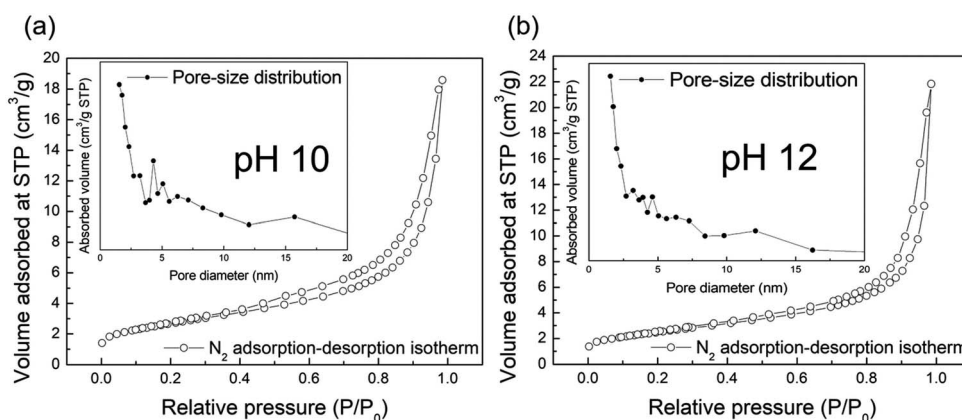 (a)
Volume adsorbed at STP (cm³/g)
20
18
16
14
12
10
8
6
4
2
0
Absorbed volume (cm³/g STP)
Pore-size distribution
pH 10
0 5 10 15 20
Pore diameter (nm)
N₂ adsorption-desorption isotherm
0.0 0.2 0.4 0.6 0.8 1.0
Relative pressure (P/P₀)
(b)
Volume adsorbed at STP (cm³/g)
24
22
20
18
16
14
12
10
8
6
4
2
0
Absorbed volume (cm³/g STP)
Pore-size distribution
pH 12
0 5 10 15 20
Pore diameter (nm)
N₂ adsorption-desorption isotherm
0.0 0.2 0.4 0.6 0.8 1.0
Relative pressure (P/P₀)